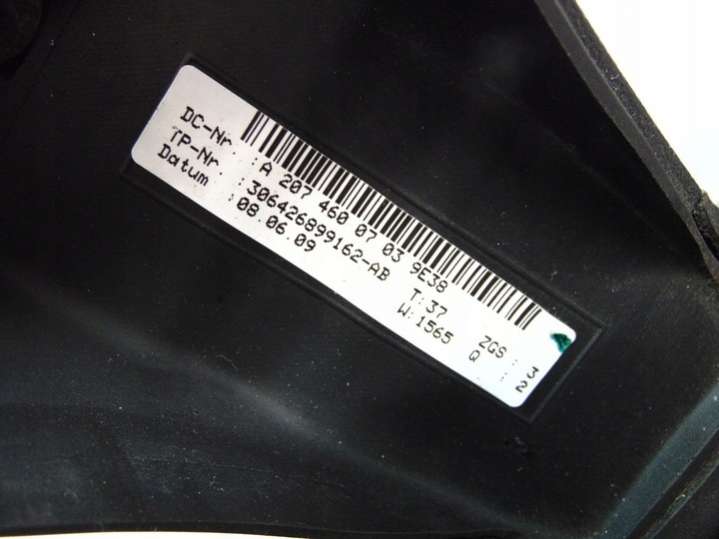 DC-Nr. :A 207 460 07 03 9E38
TP-Nr. :306426899162-AB T:37 ZGS: 3
Datum :08.06.09 W:1565 Q : 2